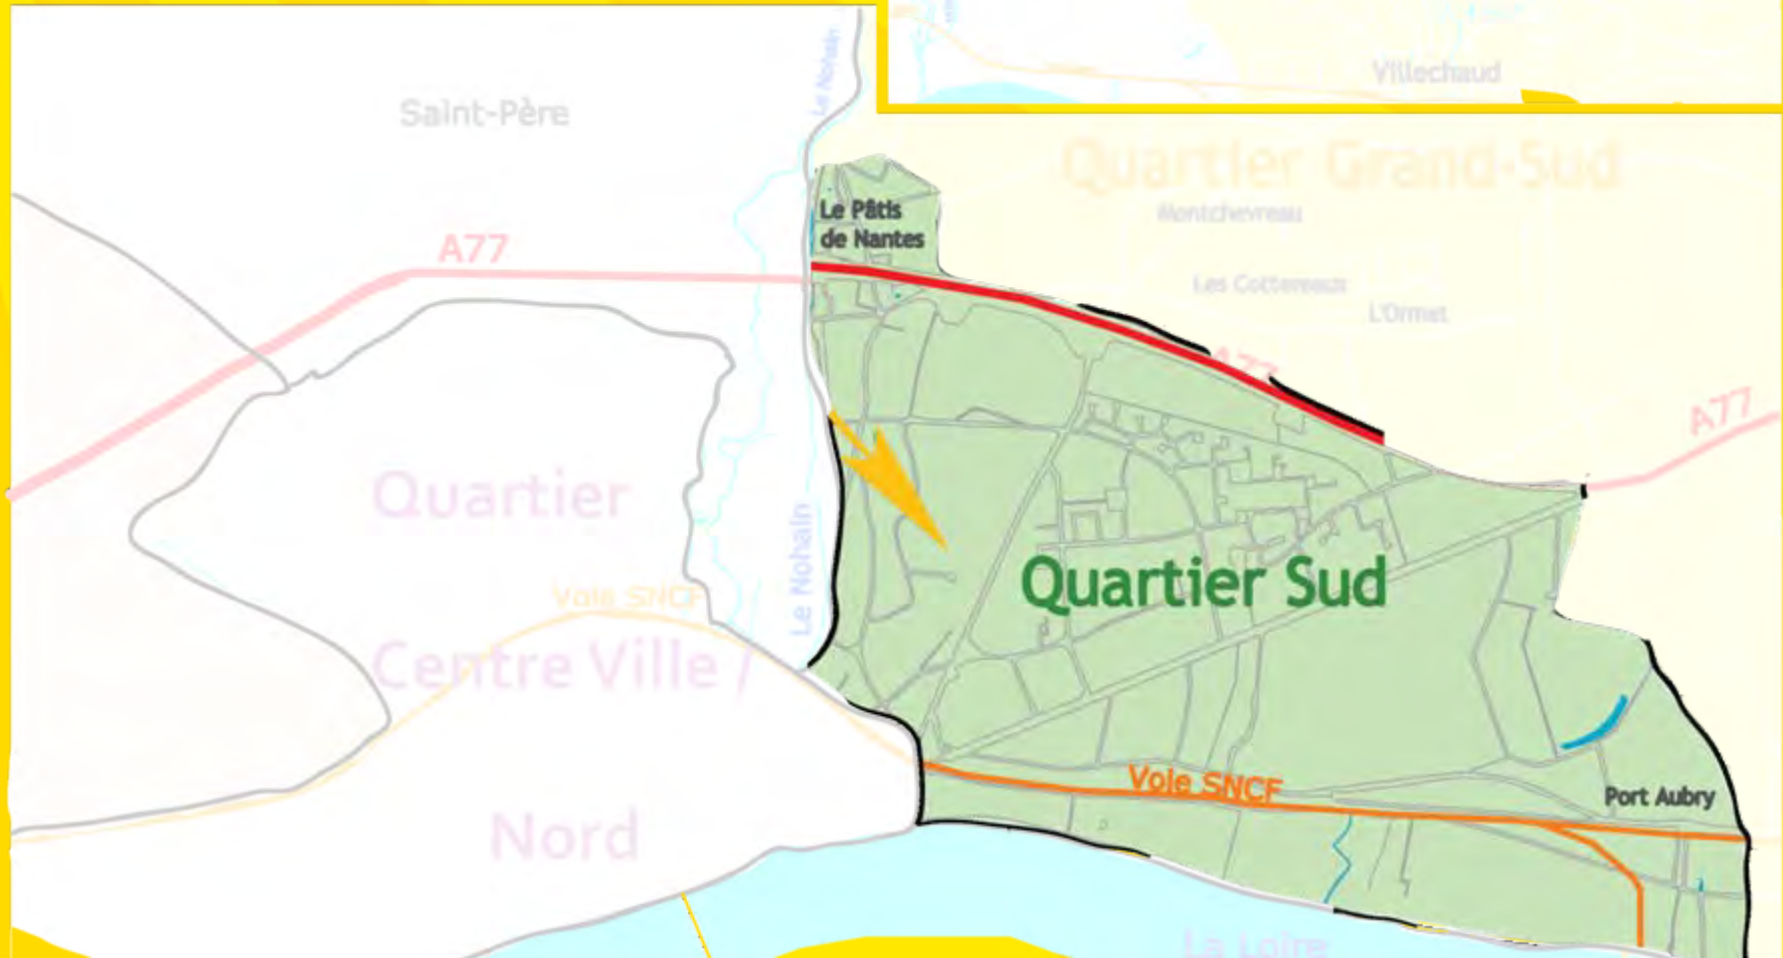 Le Nohain
Villechaud
Saint-Père
Quartier Grand-Sud
Le Pâtis
de Nantes
Montchevreau
A77
Les Cottereaux
L'Ormet
A77
A77
Quartier
Le Nohain
Quartier Sud
Voie SNCF
Centre Ville /
Voie SNCF
Port Aubry
Nord
La Loire